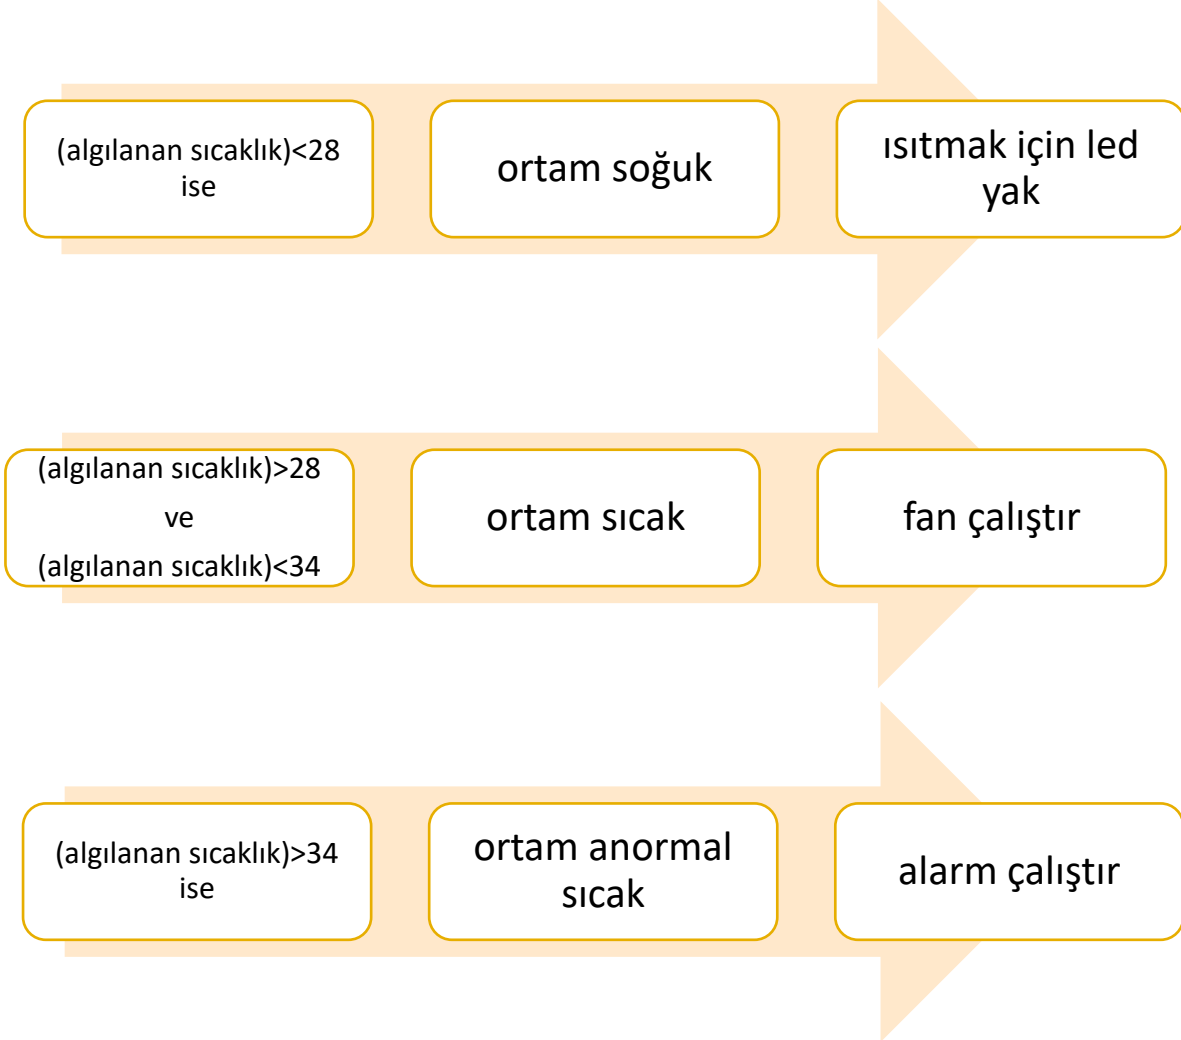 (algılanan sıcaklık)<28
ise
ortam soğuk
ısıtmak için led
yak
(algılanan sıcaklık)>28
ve
(algılanan sıcaklık)<34
ortam sıcak
fan çalıştır
(algılanan sıcaklık)>34
ise
ortam anormal
sıcak
alarm çalıştır